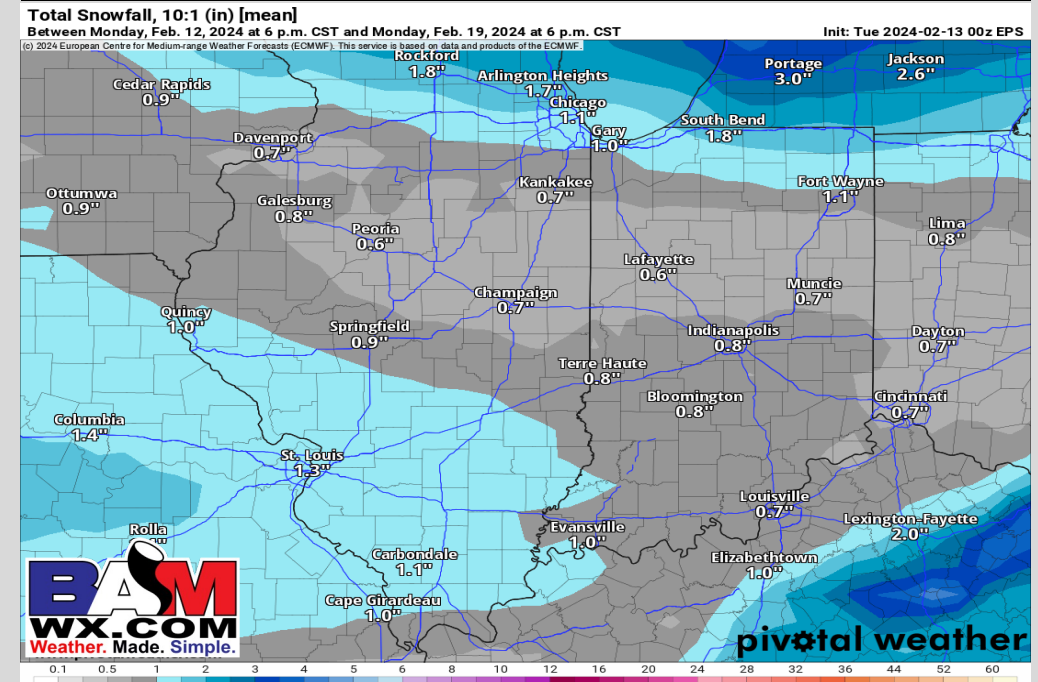 Total Snowfall, 10:1 (in) [mean]
Between Monday, Feb. 12, 2024 at 6 p.m. CST and Monday, Feb. 19, 2024 at 6 p.m. CST
Init: Tue 2024-02-13 00z EPS
(c) 2024 European Centre for Medium-range Weather Forecasts (ECMWF). This service is based on data and products of the ECMWF.
Rockford
1.8"
Portage
3.0"
Jackson
2.6"
Arlington Heights
1.7"
Cedar Rapids
0.9"
Chicago
1.1"
South Bend
1.8"
Gary
1.0"
Davenport
0.7"
Kankakee
0.7"
Fort Wayne
1.1"
Ottumwa
0.9"
Galesburg
0.8"
Lima
0.8"
Peoria
0.6"
Lafayette
0.6"
Muncie
0.7"
Champaign
0.7"
Quincy
1.0"
Springfield
0.9"
Indianapolis
0.8"
Dayton
0.7"
Terre Haute
0.8"
Bloomington
0.8"
Cincinnati
0.7"
Columbia
1.4"
St. Louis
1.3"
Louisville
0.7"
Lexington-Fayette
2.0"
Rolla
Evansville
1.0"
Carbondale
1.1"
Elizabethtown
1.0"
Cape Girardeau
1.0"
BAM
WX.COM
Weather. Made. Simple.
pivotal weather
0.1 0.5 1 2 3 4 5 6 8 10 12 16 20 24 28 32 36 44 52 60